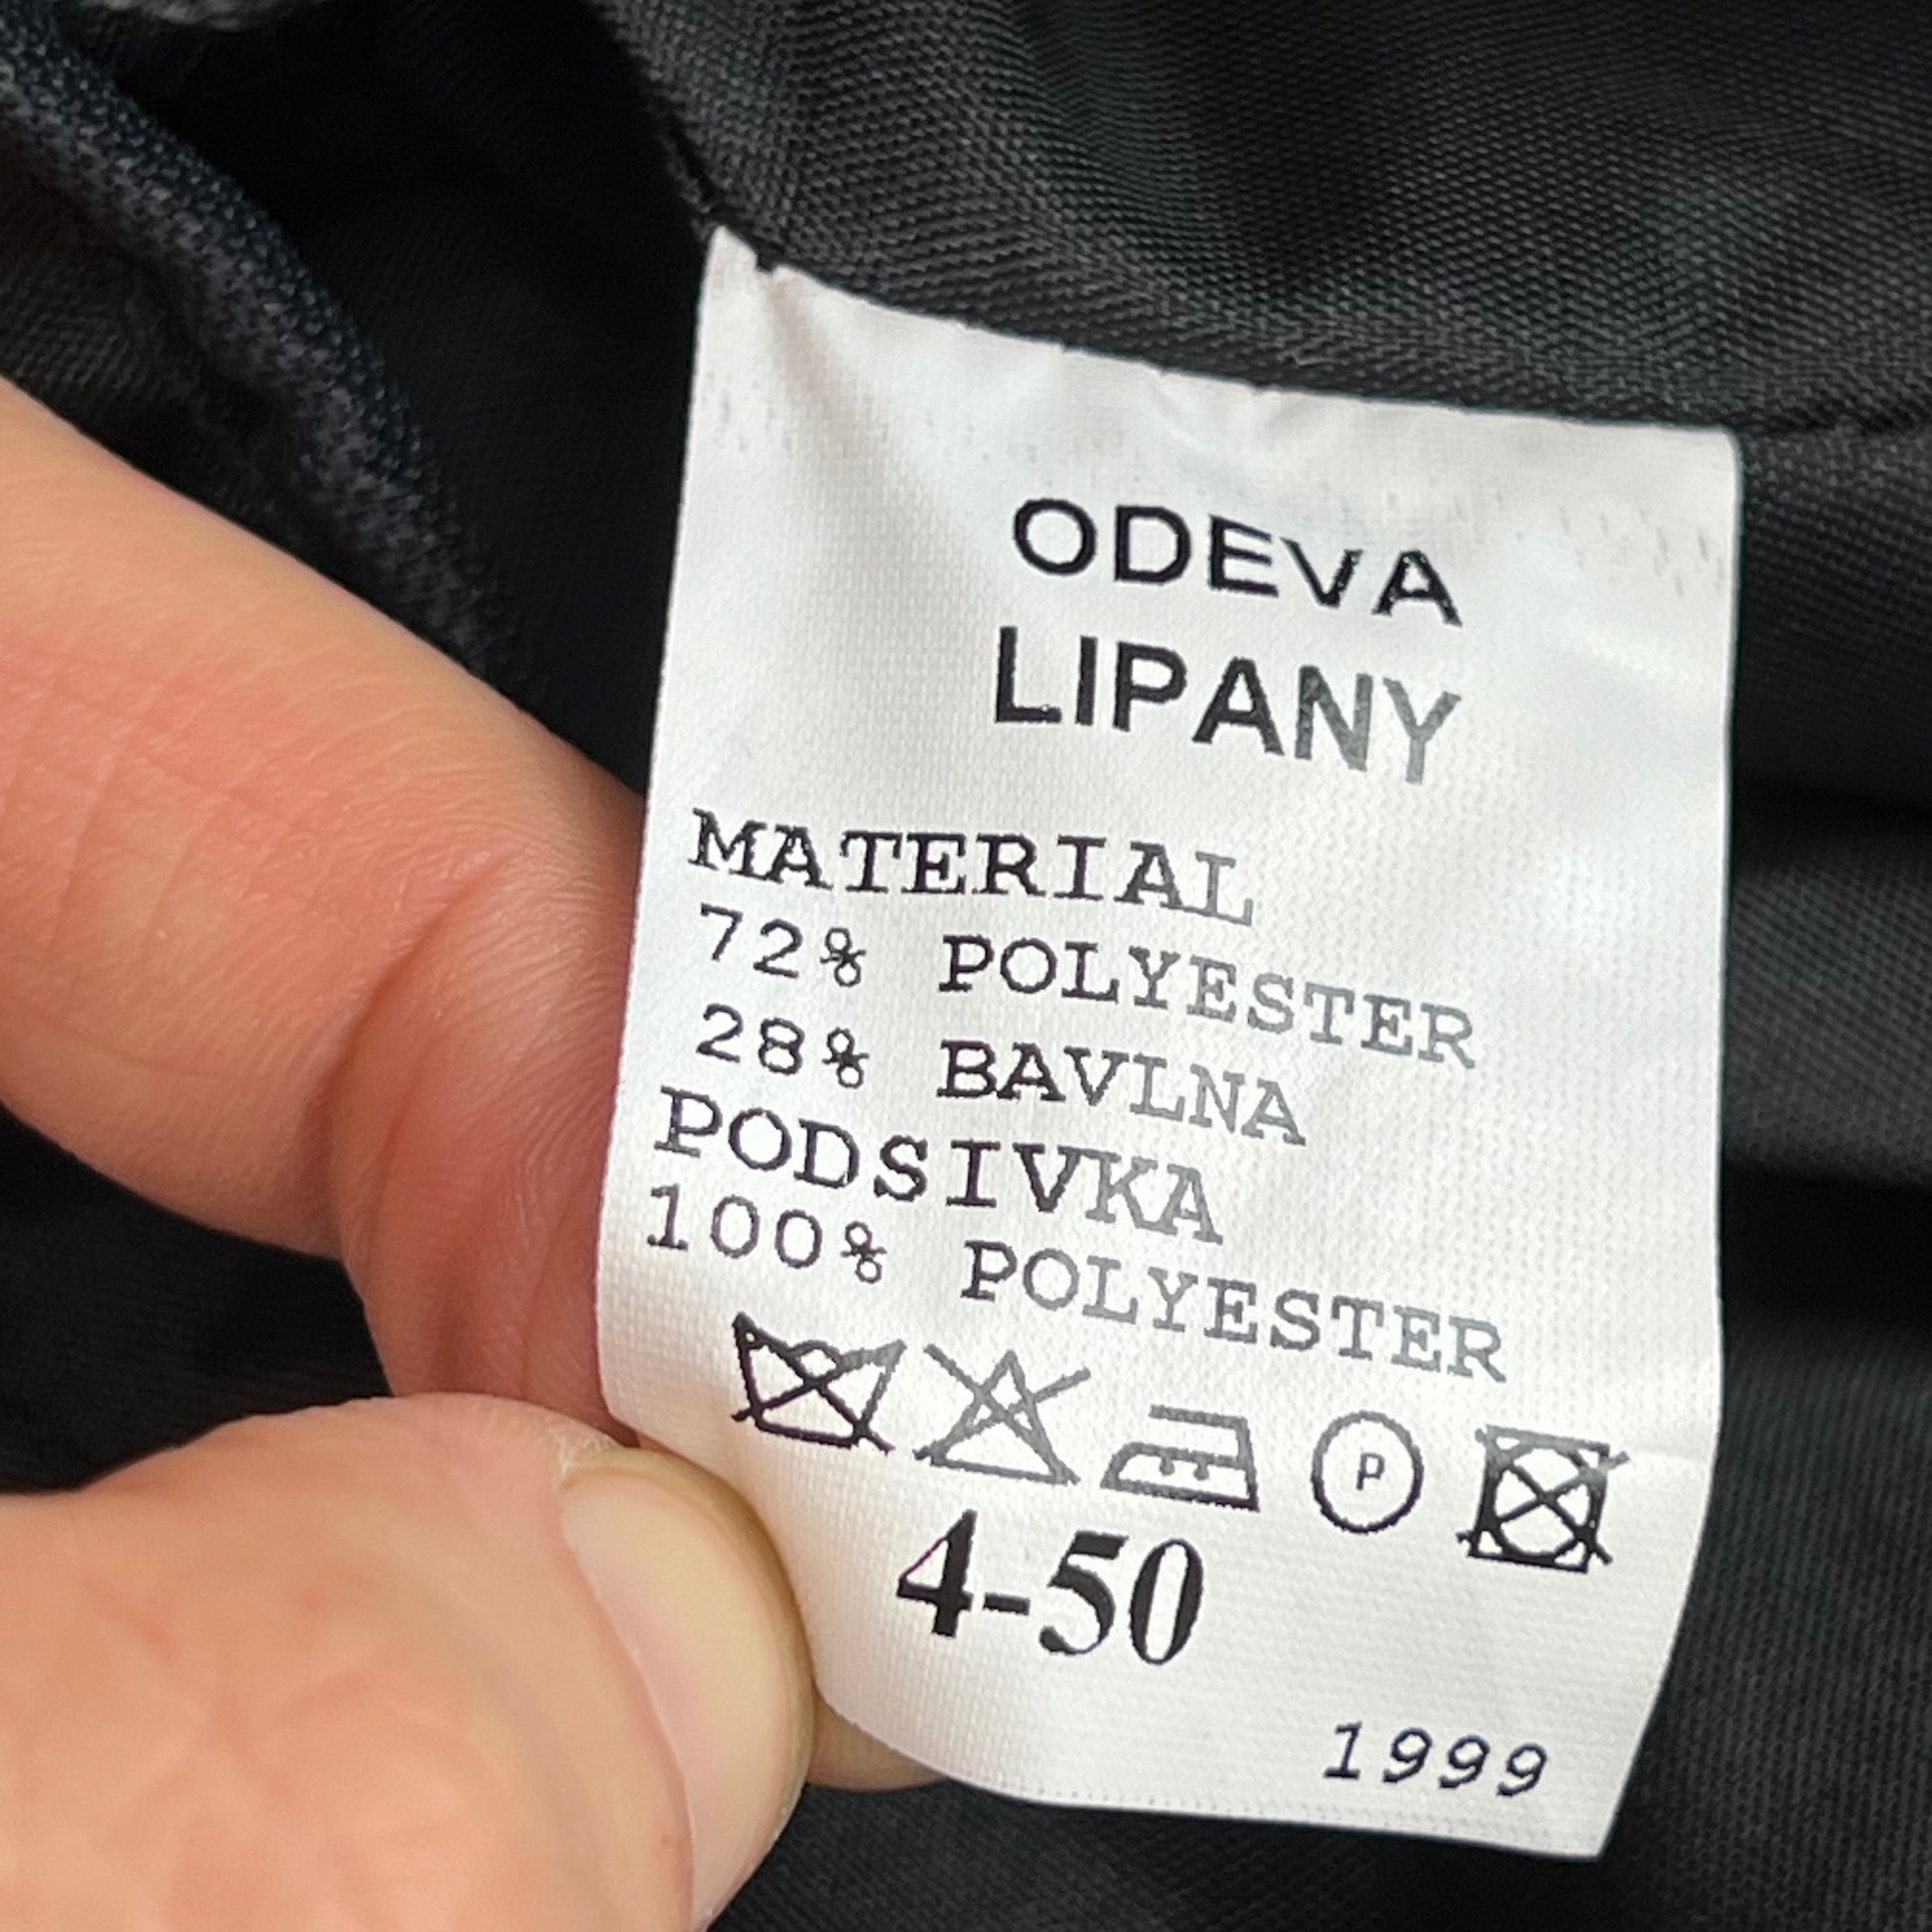 ODEVA
LIPANY
MATERIAL
72% POLYESTER
28% BAVLNA
PODSIVKA
100% POLYESTER
P
4-50
1999